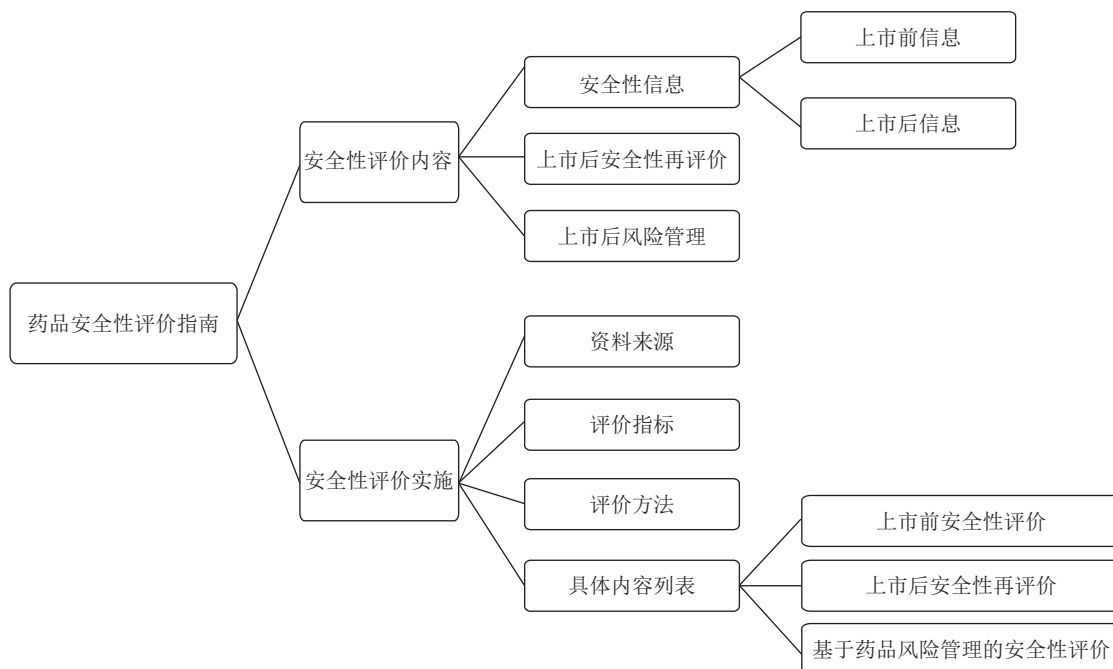 上市前信息
安全性信息
上市后信息
安全性评价内容
上市后安全性再评价
上市后风险管理
药品安全性评价指南
资料来源
评价指标
安全性评价实施
评价方法
上市前安全性评价
具体内容列表
上市后安全性再评价
基于药品风险管理的安全性评价